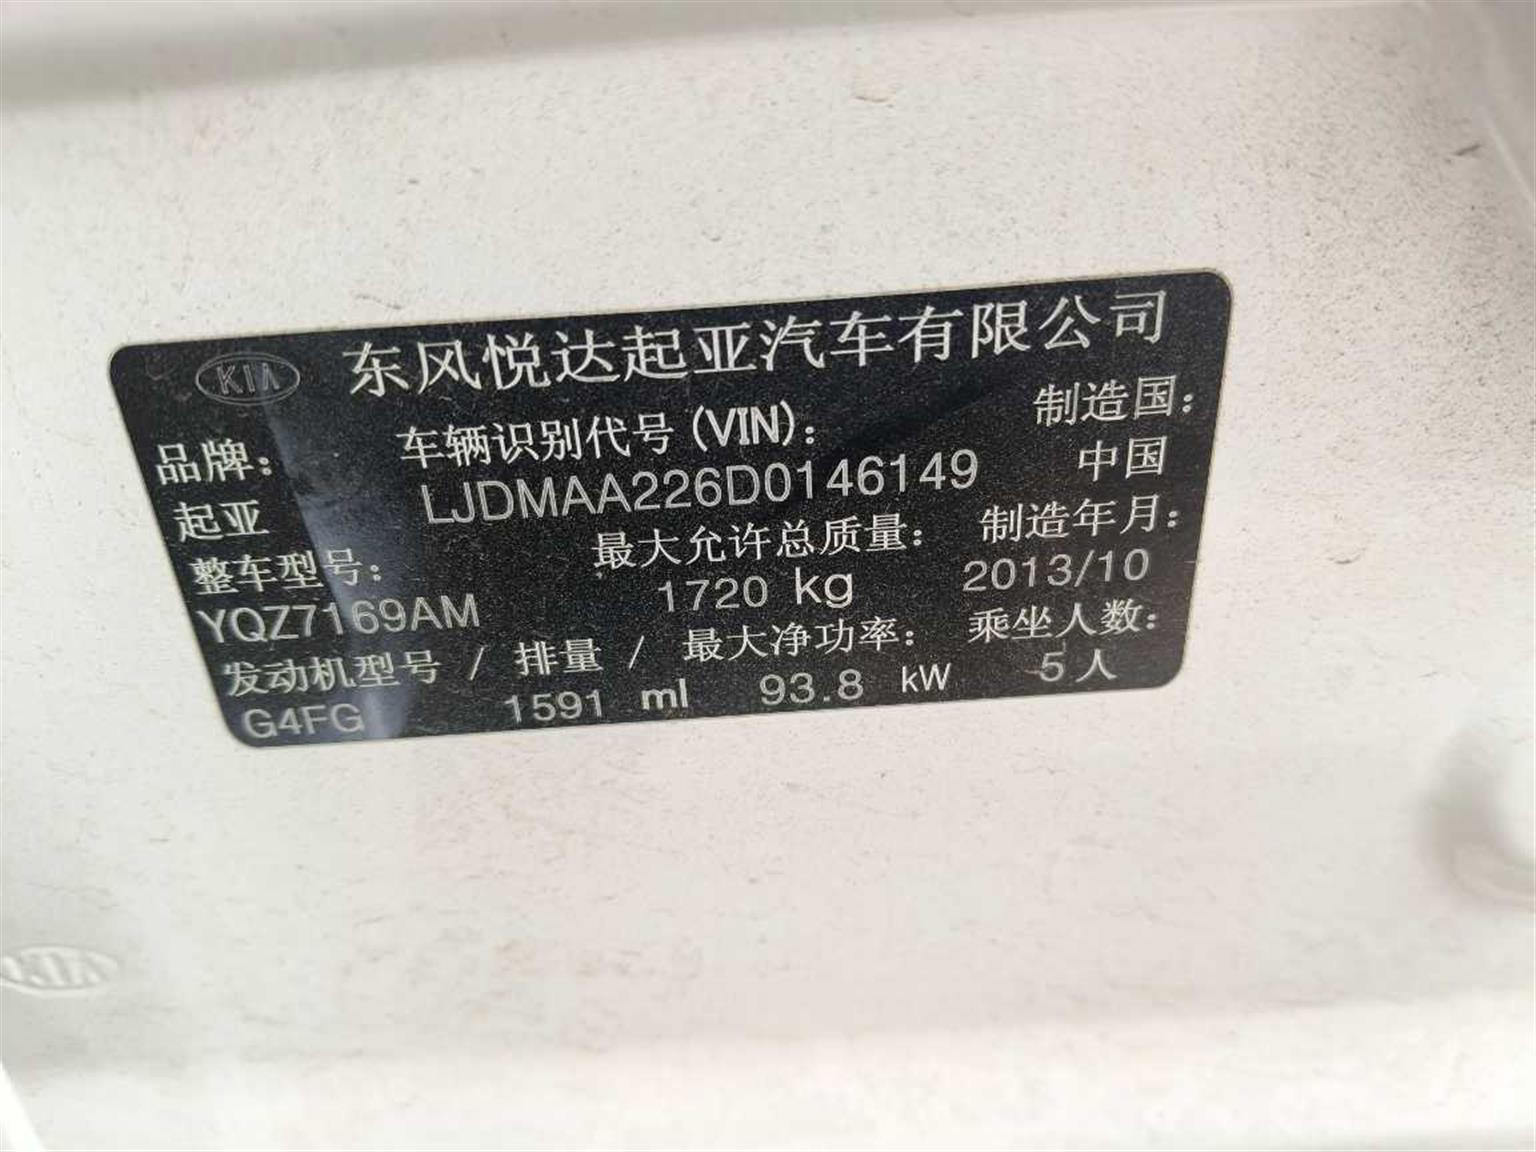 KIA 东风悦达起亚汽车有限公司
品牌: 车辆识别代号(VIN): 制造国:
起亚 LJDMAA226D0146149 中国
整车型号: 最大允许总质量: 制造年月:
YQZ7169AM 1720 kg 2013/10
发动机型号 / 排量 / 最大净功率: 乘坐人数:
G4FG 1591 ml 93.8 kW 5人